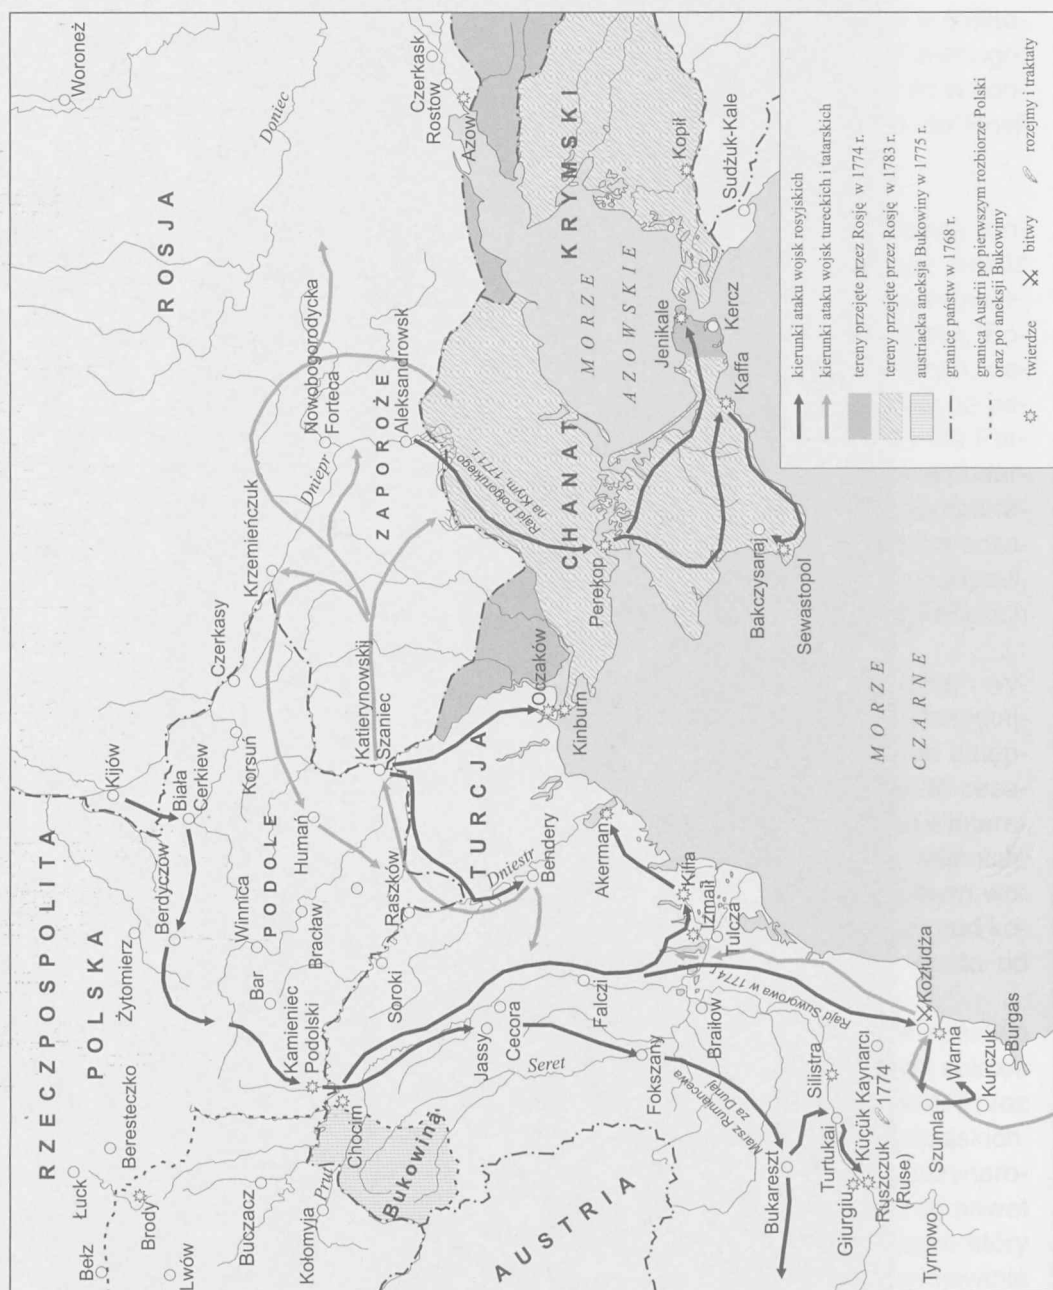 RZECZPOSPOLITA
POLSKA
ROSJA
Woroneż
Doniec
Łuck
Bełz
Beresteczko
Brody
Lwów
Żytomierz
Kijów
Berdyczów
Biała
Cerkiew
Czerkasy
Korsuń
Krzemieńczuk
Dniepr
Nowobogorodycka
Forteca
Czerkask
Rostow
Azow
Buczacz
Kołomyja
Prut
Kamieniec
Podolski
Chocim
Bar
Winnica
PODOLE
Bracław
Humań
Katierynowskij
Szaniec
ZAPOROŻE
Aleksandrowsk
Bukowina
Soroki
Raszków
TURCJA
Dniestr
Bendery
Oczaków
Kinburn
Rajd Dołgorukiego
na Krym, 1771 r.
CHANAT KRYMSKI
Perekop
MORZE
AZOWSKIE
Jenikale
Kercz
Kaffa
Kopił
Sudżuk-Kale
Bakczysaraj
Sewastopol
AUSTRIA
Jassy
Cecora
Seret
Falczii
Akerman
Kilia
Izmaił
Tulcza
Fokszany
Braiłow
Marsz Rumiancewa
za Dunaj
Rajd Suworowa w 1774 r.
MORZE
CZARNE
Bukareszt
Silistra
Turtukaj
Küçük Kaynarci
1774
Giurgiu
Ruszczuk
(Ruse)
Kozłudża
Warna
Szumla
Kurczuk
Burgas
Tyrnowo
kierunki ataku wojsk rosyjskich
kierunki ataku wojsk tureckich i tatarskich
tereny przejęte przez Rosję w 1774 r.
tereny przejęte przez Rosję w 1783 r.
austriacka aneksja Bukowiny w 1775 r.
granice państw w 1768 r.
granica Austrii po pierwszym rozbiorze Polski
oraz po aneksji Bukowiny
twierdze
bitwy
rozejmy i traktaty